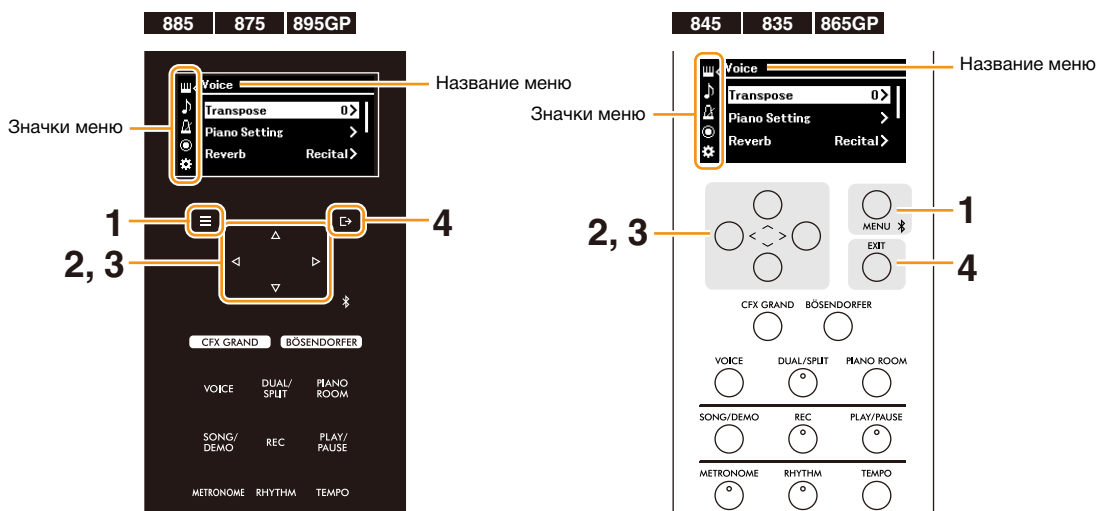 885 875 895GP
Voice
Transpose 0
Piano Setting
Reverb Recital
Название меню
Значки меню
1
4
2, 3
CFX GRAND BÖSENDORFER
VOICE DUAL/SPLIT PIANO ROOM
SONG/DEMO REC PLAY/PAUSE
METRONOME RHYTHM TEMPO
845 835 865GP
Voice
Transpose 0
Piano Setting
Reverb Recital
Название меню
Значки меню
2, 3
1
MENU
EXIT
4
CFX GRAND BÖSENDORFER
VOICE DUAL/SPLIT PIANO ROOM
SONG/DEMO REC PLAY/PAUSE
METRONOME RHYTHM TEMPO